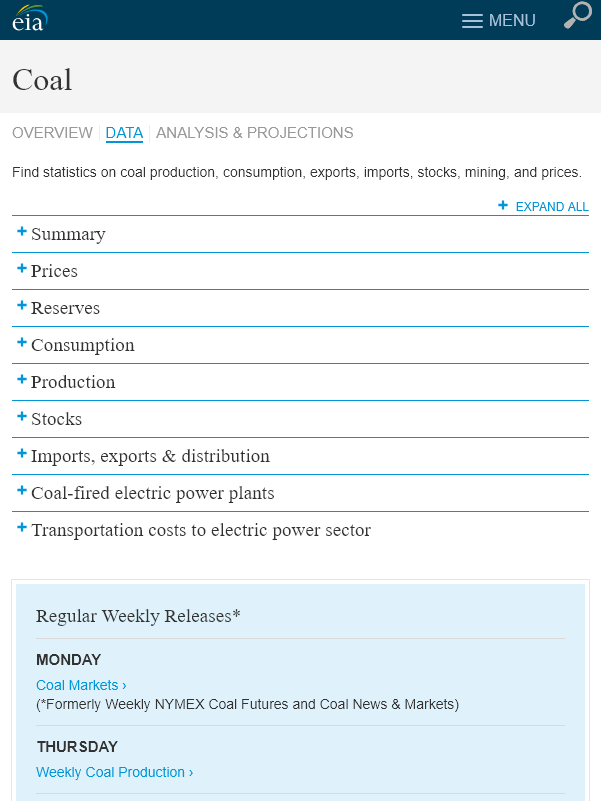 eia
MENU
Coal
OVERVIEW DATA ANALYSIS & PROJECTIONS
Find statistics on coal production, consumption, exports, imports, stocks, mining, and prices.
+ EXPAND ALL
+ Summary
+ Prices
+ Reserves
+ Consumption
+ Production
+ Stocks
+ Imports, exports & distribution
+ Coal-fired electric power plants
+ Transportation costs to electric power sector
Regular Weekly Releases*
MONDAY
Coal Markets ›
(*Formerly Weekly NYMEX Coal Futures and Coal News & Markets)
THURSDAY
Weekly Coal Production ›